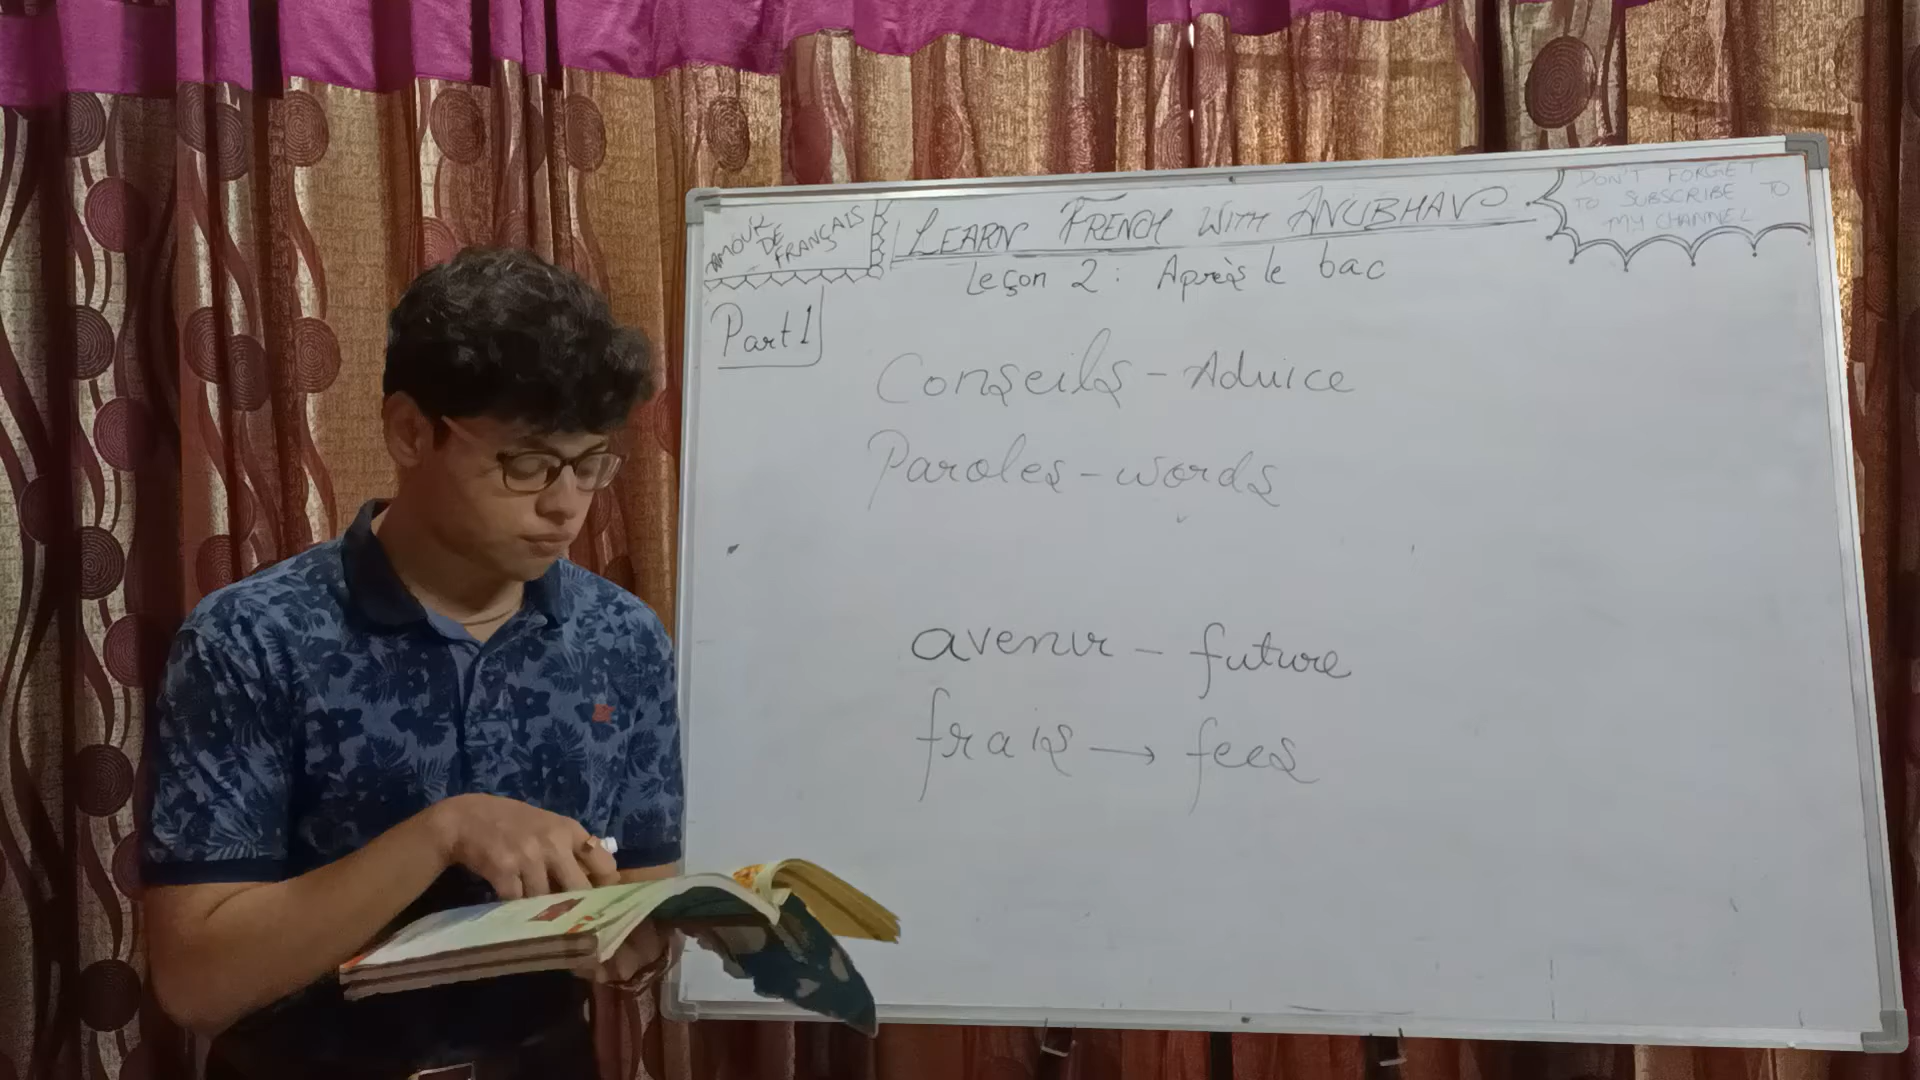 AMOUR
DE
FRANÇAIS
LEARN FRENCH WITH ANUBHAV
DON'T FORGET
TO SUBSCRIBE TO
MY CHANNEL
Leçon 2: Après le bac
Part 1
Conseils - Advice
Paroles - words
avenir - future
frais → fees